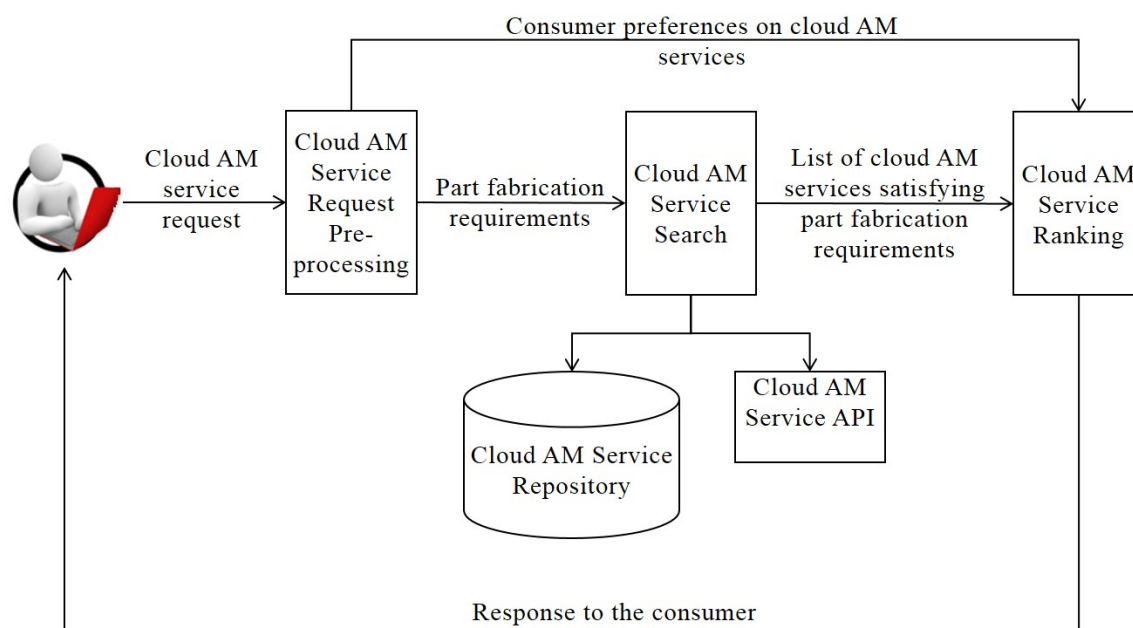 Consumer preferences on cloud AM
services
Cloud AM
service
request
Cloud AM
Service
Request
Pre-
processing
Part fabrication
requirements
Cloud AM
Service
Search
List of cloud AM
services satisfying
part fabrication
requirements
Cloud AM
Service
Ranking
Cloud AM Service
Repository
Cloud AM
Service API
Response to the consumer